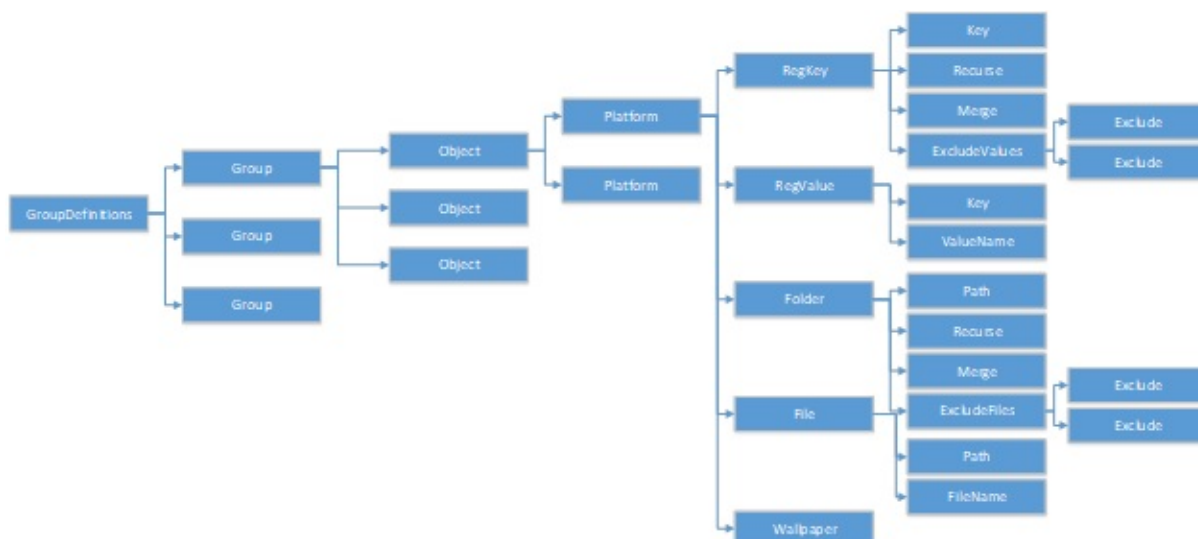 GroupDefinitions
Group
Group
Group
Object
Object
Object
Platform
Platform
RegKey
RegValue
Folder
File
Wallpaper
Key
Recurse
Merge
ExcludeValues
Key
ValueName
Path
Recurse
Merge
ExcludeFiles
Path
FileName
Exclude
Exclude
Exclude
Exclude